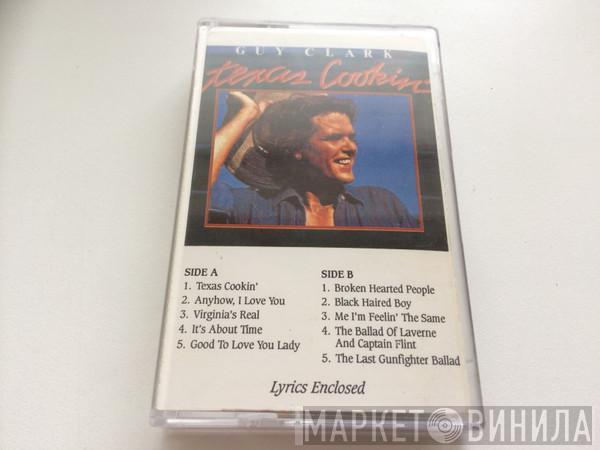 GUY CLARK
texas Cookin'
SIDE A
1. Texas Cookin'
2. Anyhow, I Love You
3. Virginia's Real
4. It's About Time
5. Good To Love You Lady
SIDE B
1. Broken Hearted People
2. Black Haired Boy
3. Me I'm Feelin' The Same
4. The Ballad Of Laverne
And Captain Flint
5. The Last Gunfighter Ballad
Lyrics Enclosed
МАРКЕТ ВИНИЛА